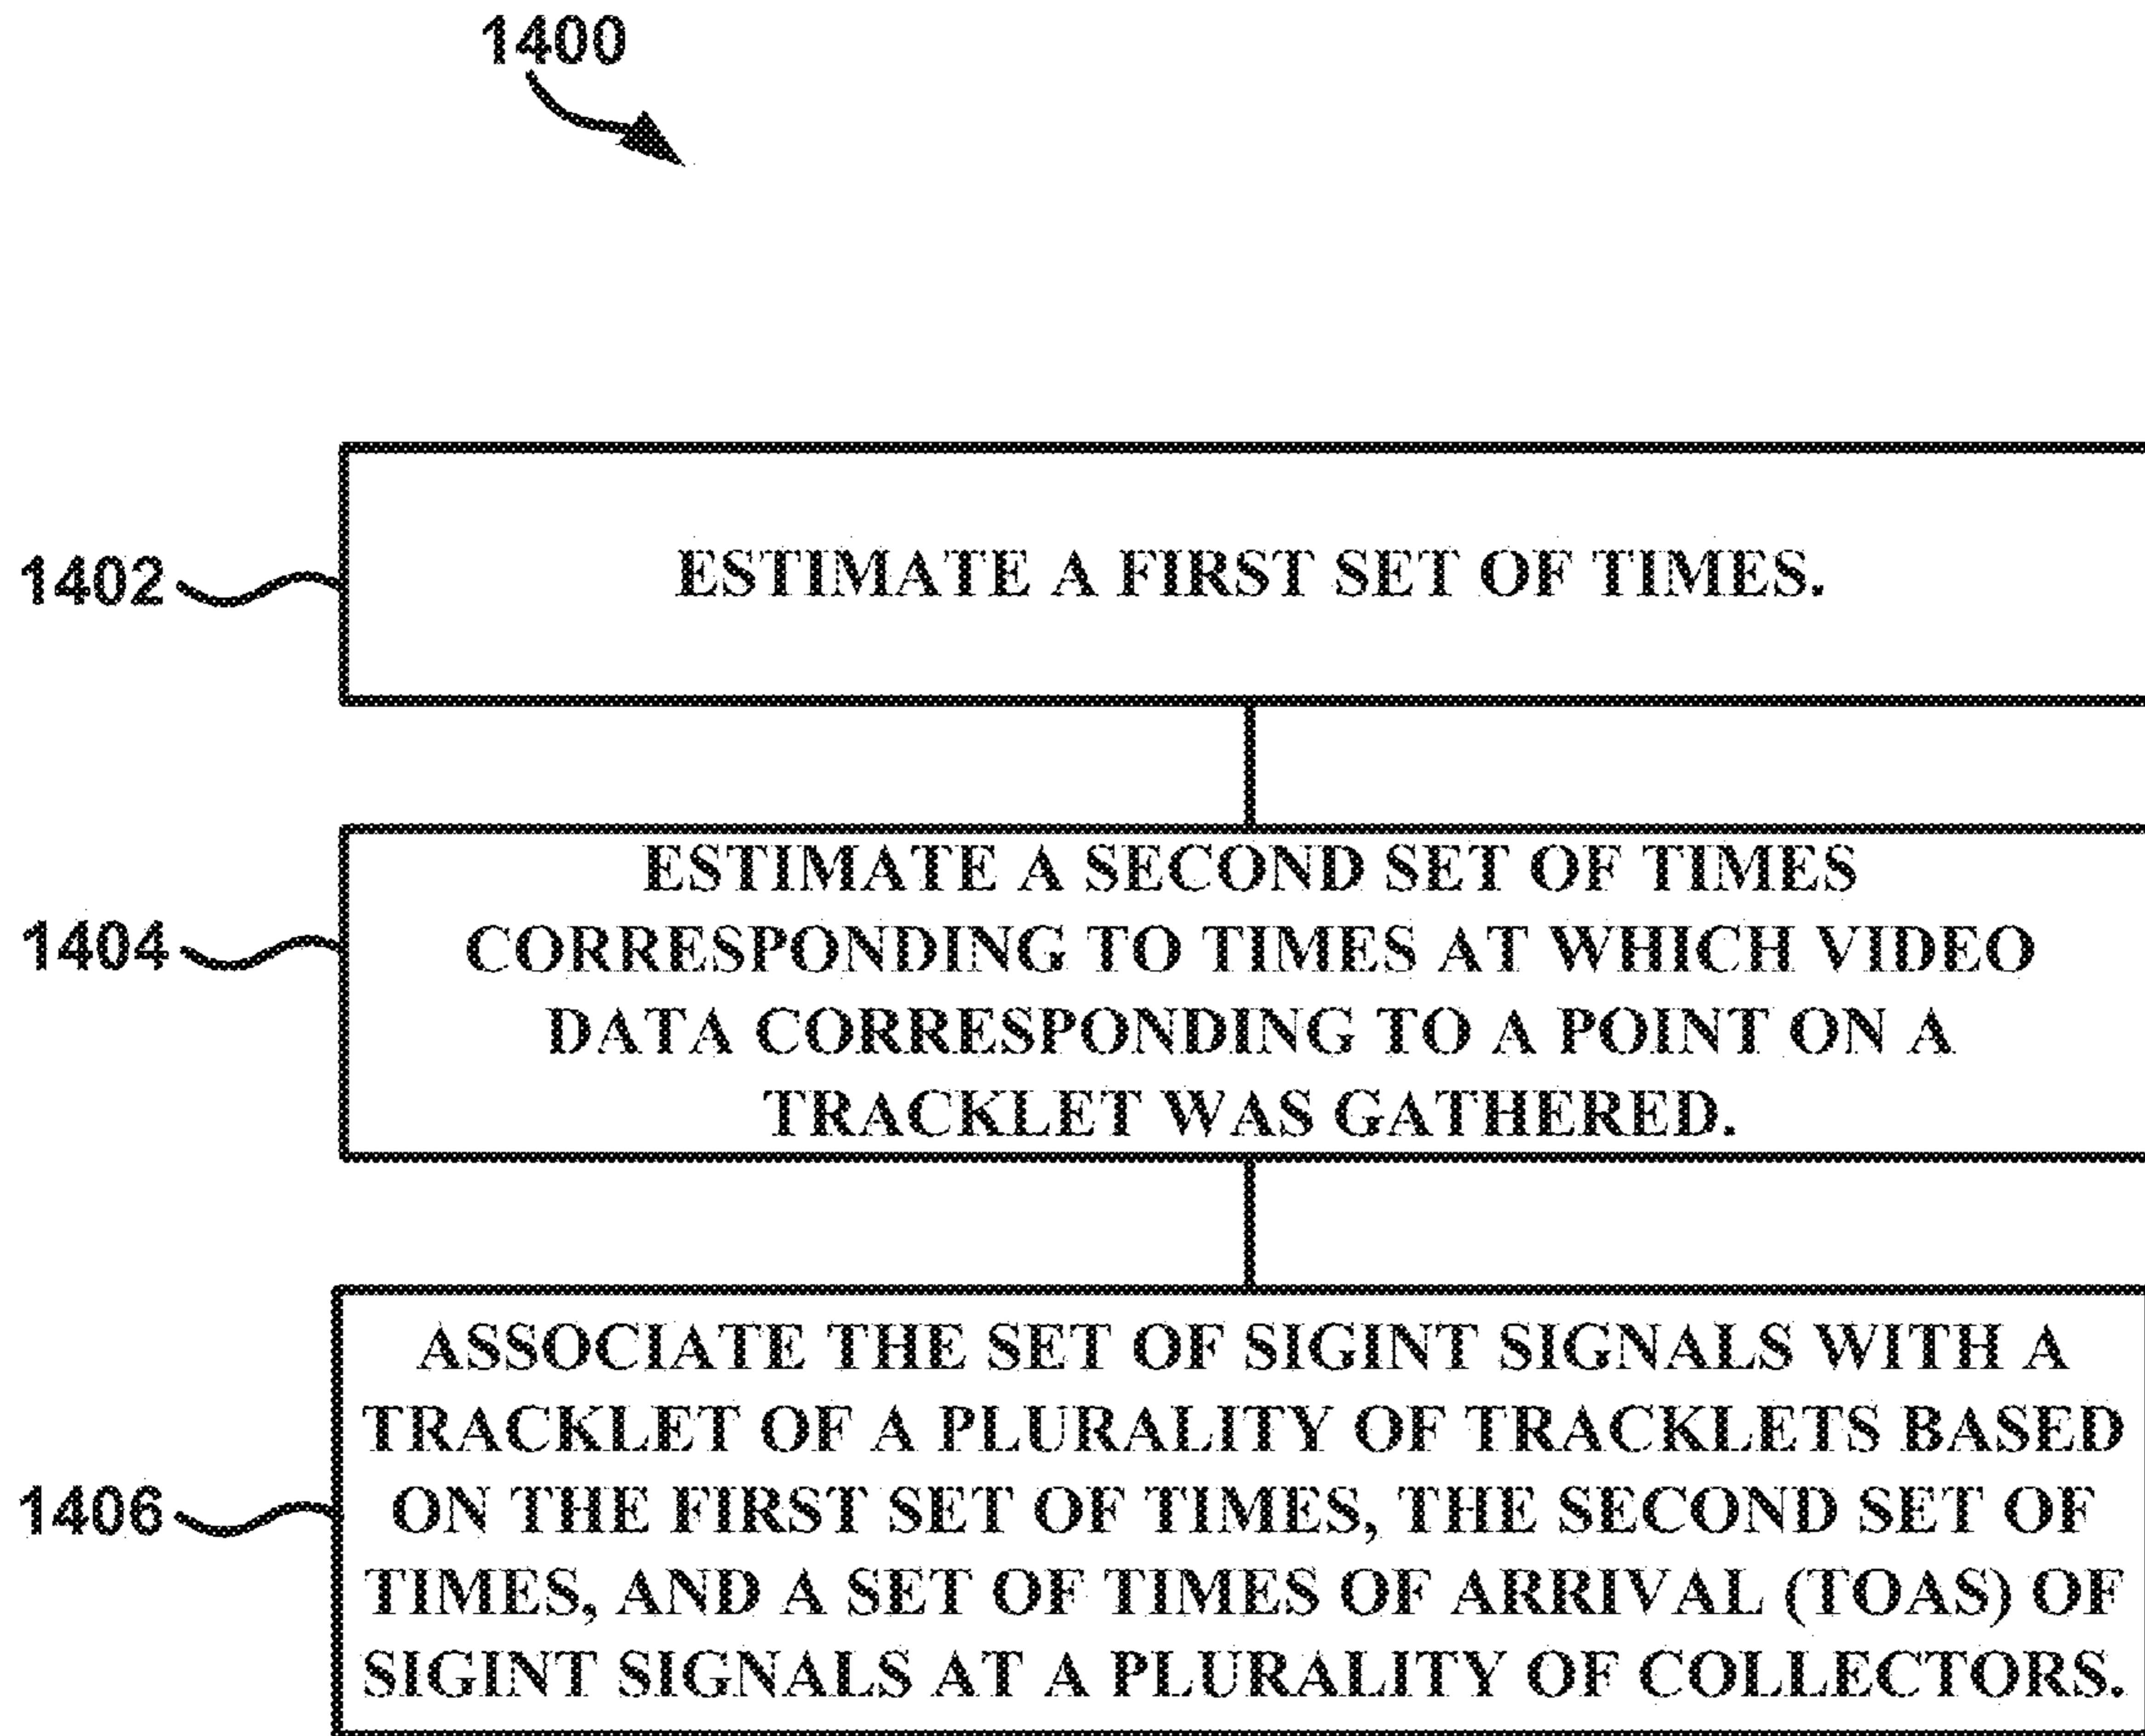 1400
1402
ESTIMATE A FIRST SET OF TIMES.
1404
ESTIMATE A SECOND SET OF TIMES
CORRESPONDING TO TIMES AT WHICH VIDEO
DATA CORRESPONDING TO A POINT ON A
TRACKLET WAS GATHERED.
1406
ASSOCIATE THE SET OF SIGINT SIGNALS WITH A
TRACKLET OF A PLURALITY OF TRACKLETS BASED
ON THE FIRST SET OF TIMES, THE SECOND SET OF
TIMES, AND A SET OF TIMES OF ARRIVAL (TOAS) OF
SIGINT SIGNALS AT A PLURALITY OF COLLECTORS.